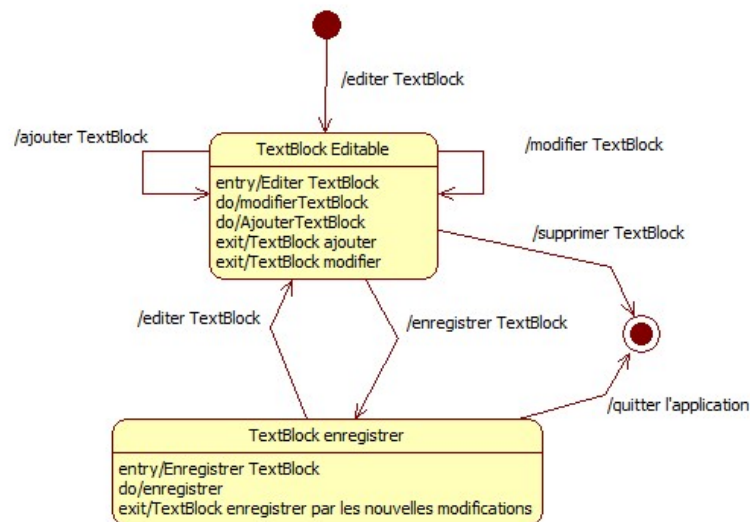 /editer TextBlock
/ajouter TextBlock
TextBlock Editable
/modifier TextBlock
entry/Editer TextBlock
do/modifierTextBlock
do/AjouterTextBlock
exit/TextBlock ajouter
exit/TextBlock modifier
/supprimer TextBlock
/editer TextBlock
/enregistrer TextBlock
/quitter l'application
TextBlock enregistrer
entry/Enregistrer TextBlock
do/enregistrer
exit/TextBlock enregistrer par les nouvelles modifications